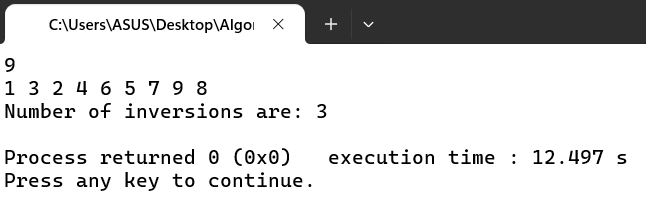 C:\Users\ASUS\Desktop\Algor
9
1 3 2 4 6 5 7 9 8
Number of inversions are: 3
Process returned 0 (0x0)   execution time : 12.497 s
Press any key to continue.